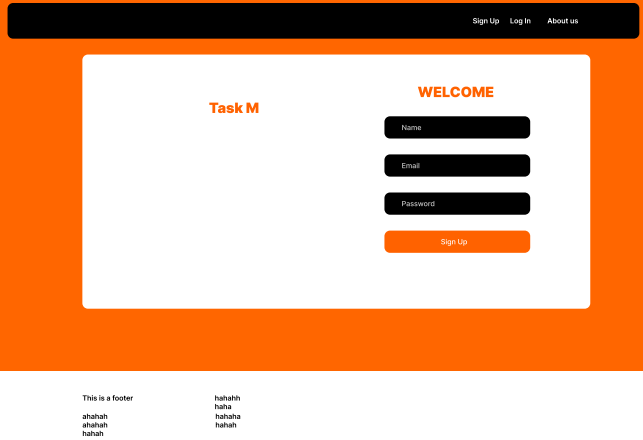 Sign Up Log In About us
Task M
WELCOME
Name
Email
Password
Sign Up
This is a footer
ahahah
ahahah
hahah
hahahh
haha
hahaha
hahah